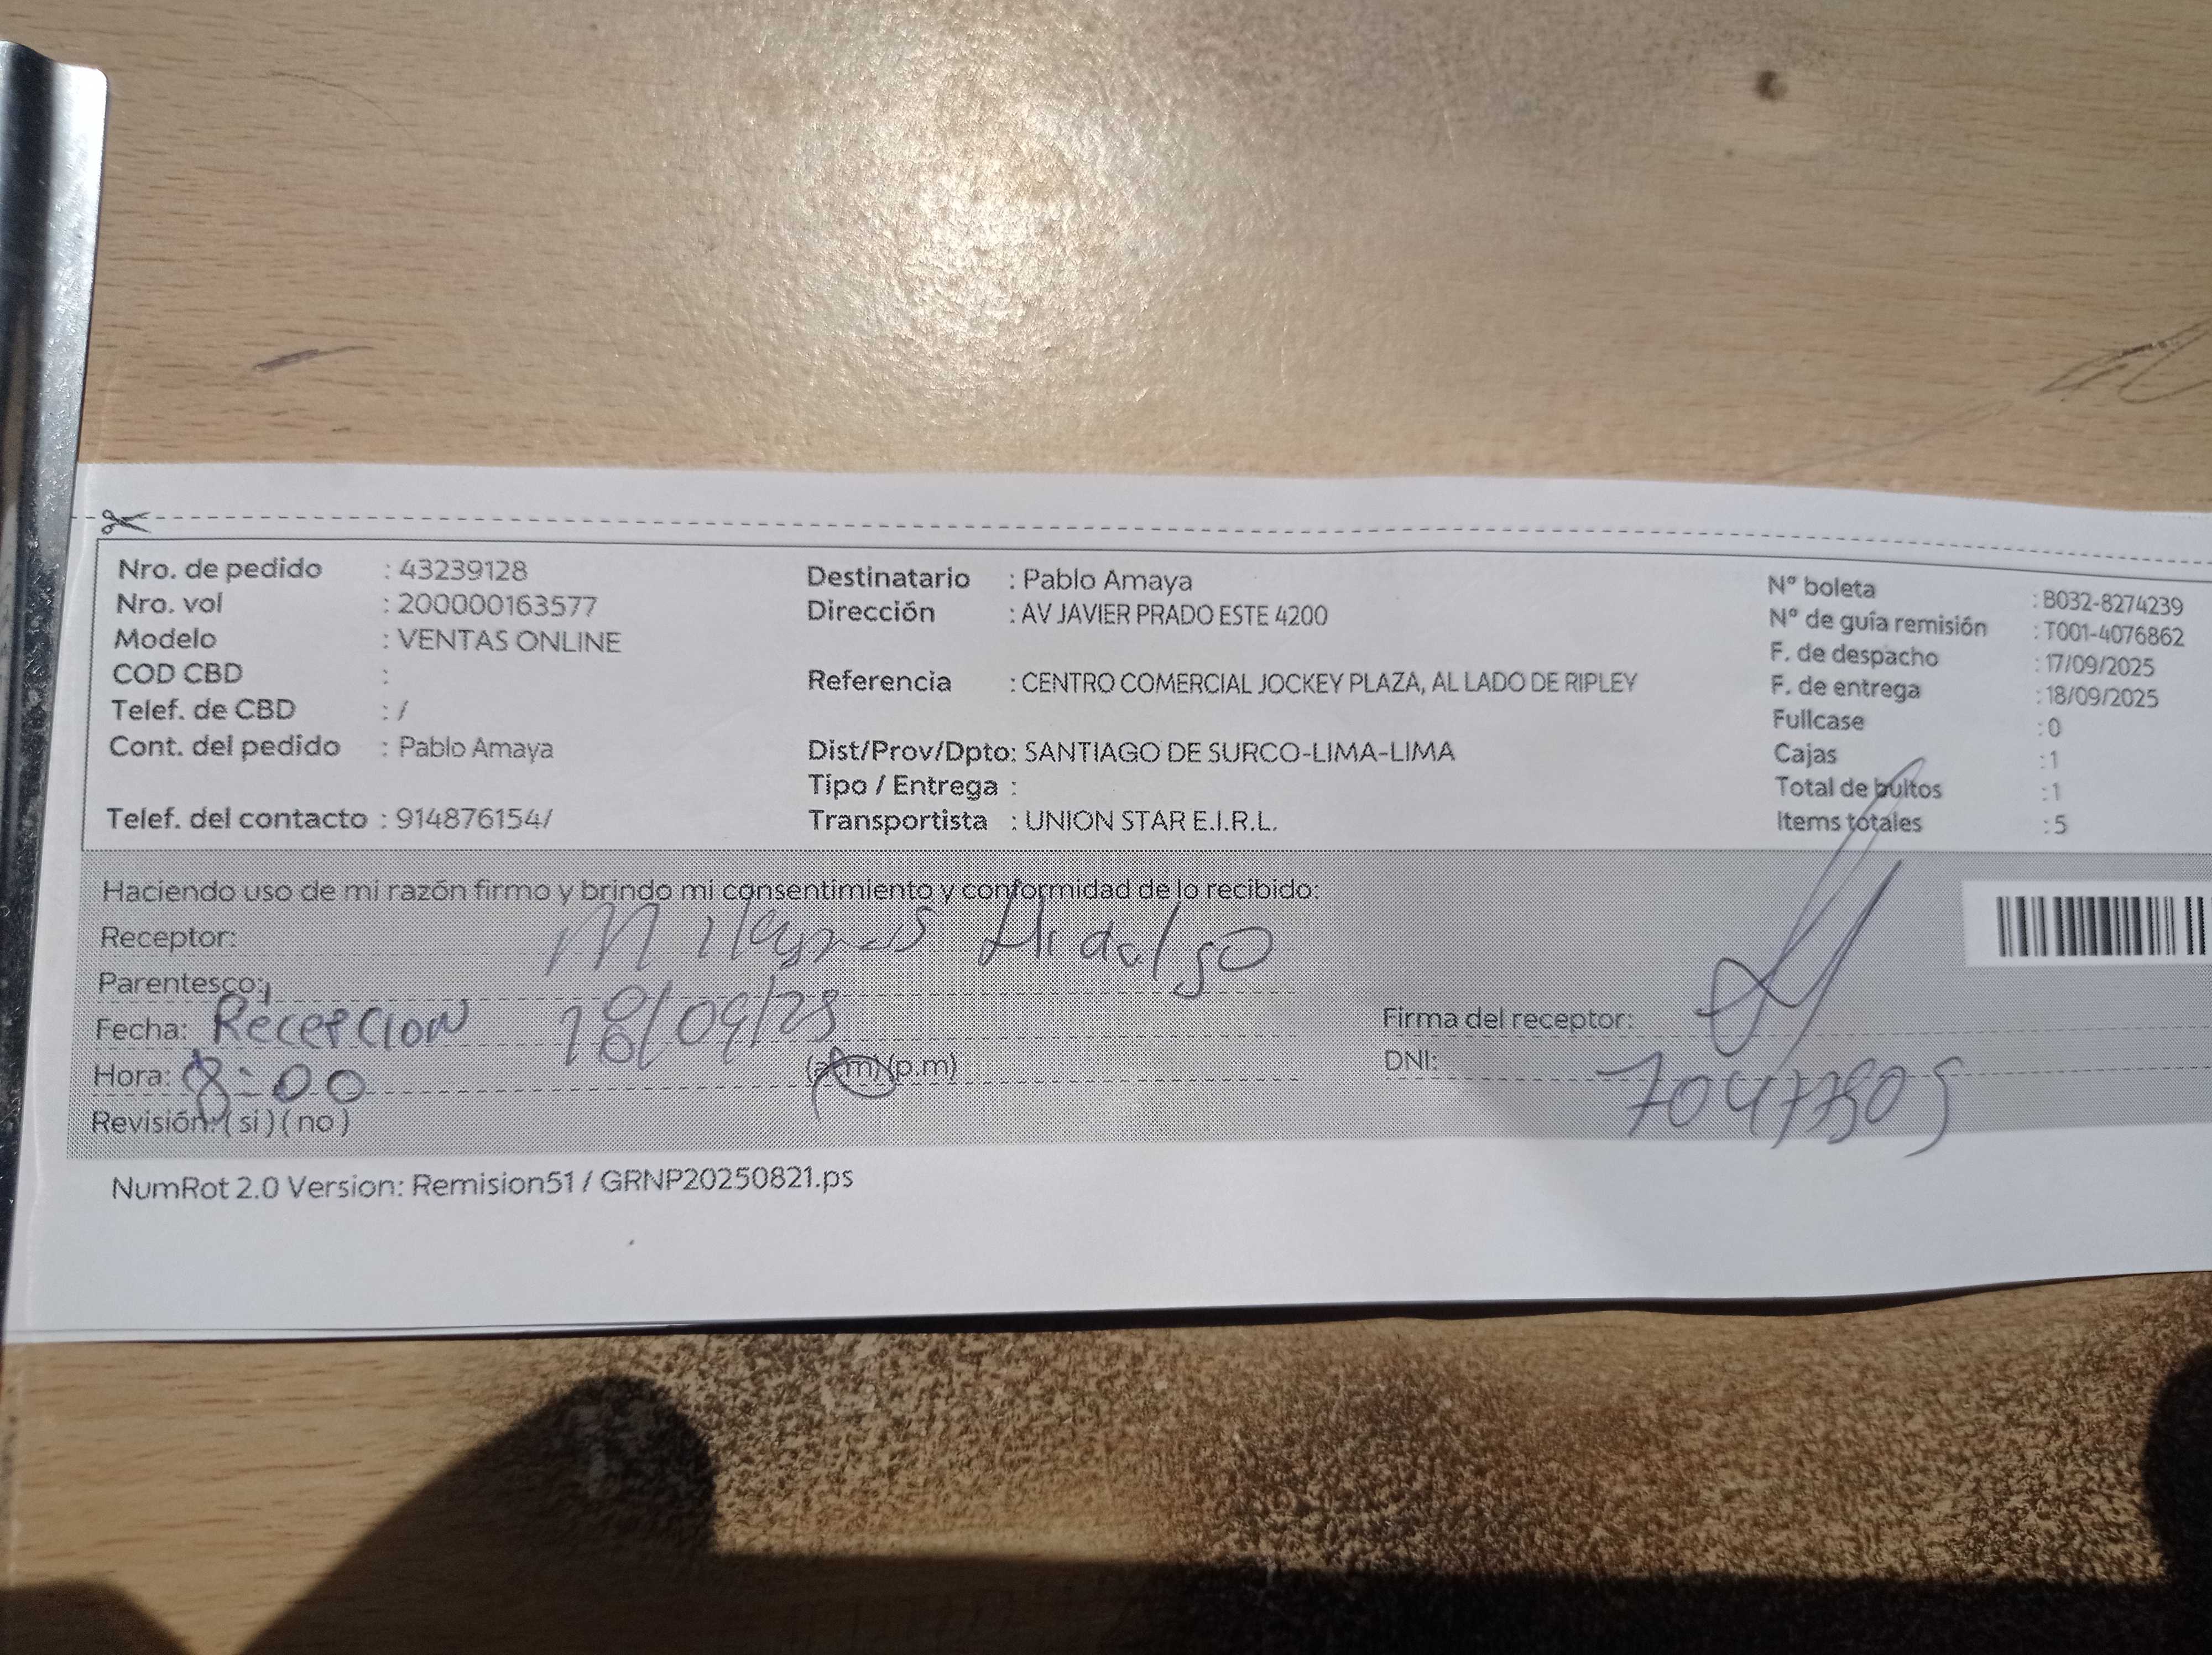 Nro. de pedido : 43239128
Nro. vol : 200000163577
Modelo : VENTAS ONLINE
COD CBD :
Telef. de CBD : /
Cont. del pedido : Pablo Amaya
Telef. del contacto : 914876154/
Destinatario : Pablo Amaya
Dirección : AV JAVIER PRADO ESTE 4200
Referencia : CENTRO COMERCIAL JOCKEY PLAZA, AL LADO DE RIPLEY
Dist/Prov/Dpto: SANTIAGO DE SURCO-LIMA-LIMA
Tipo / Entrega :
Transportista : UNION STAR E.I.R.L.
N° boleta : B032-8274239
N° de guía remisión : T001-4076862
F. de despacho : 17/09/2025
F. de entrega : 18/09/2025
Fullcase : 0
Cajas : 1
Total de bultos : 1
Items totales : 5
Haciendo uso de mi razón firmo y brindo mi consentimiento y conformidad de lo recibido:
Receptor: Milagros Hidalgo
Parentesco:
Fecha: Recepcion 18/09/25
Hora: 8:00 (a.m) (p.m)
Revisión: (si) (no)
Firma del receptor:
DNI:
NumRot 2.0 Version: Remision51 / GRNP20250821.ps